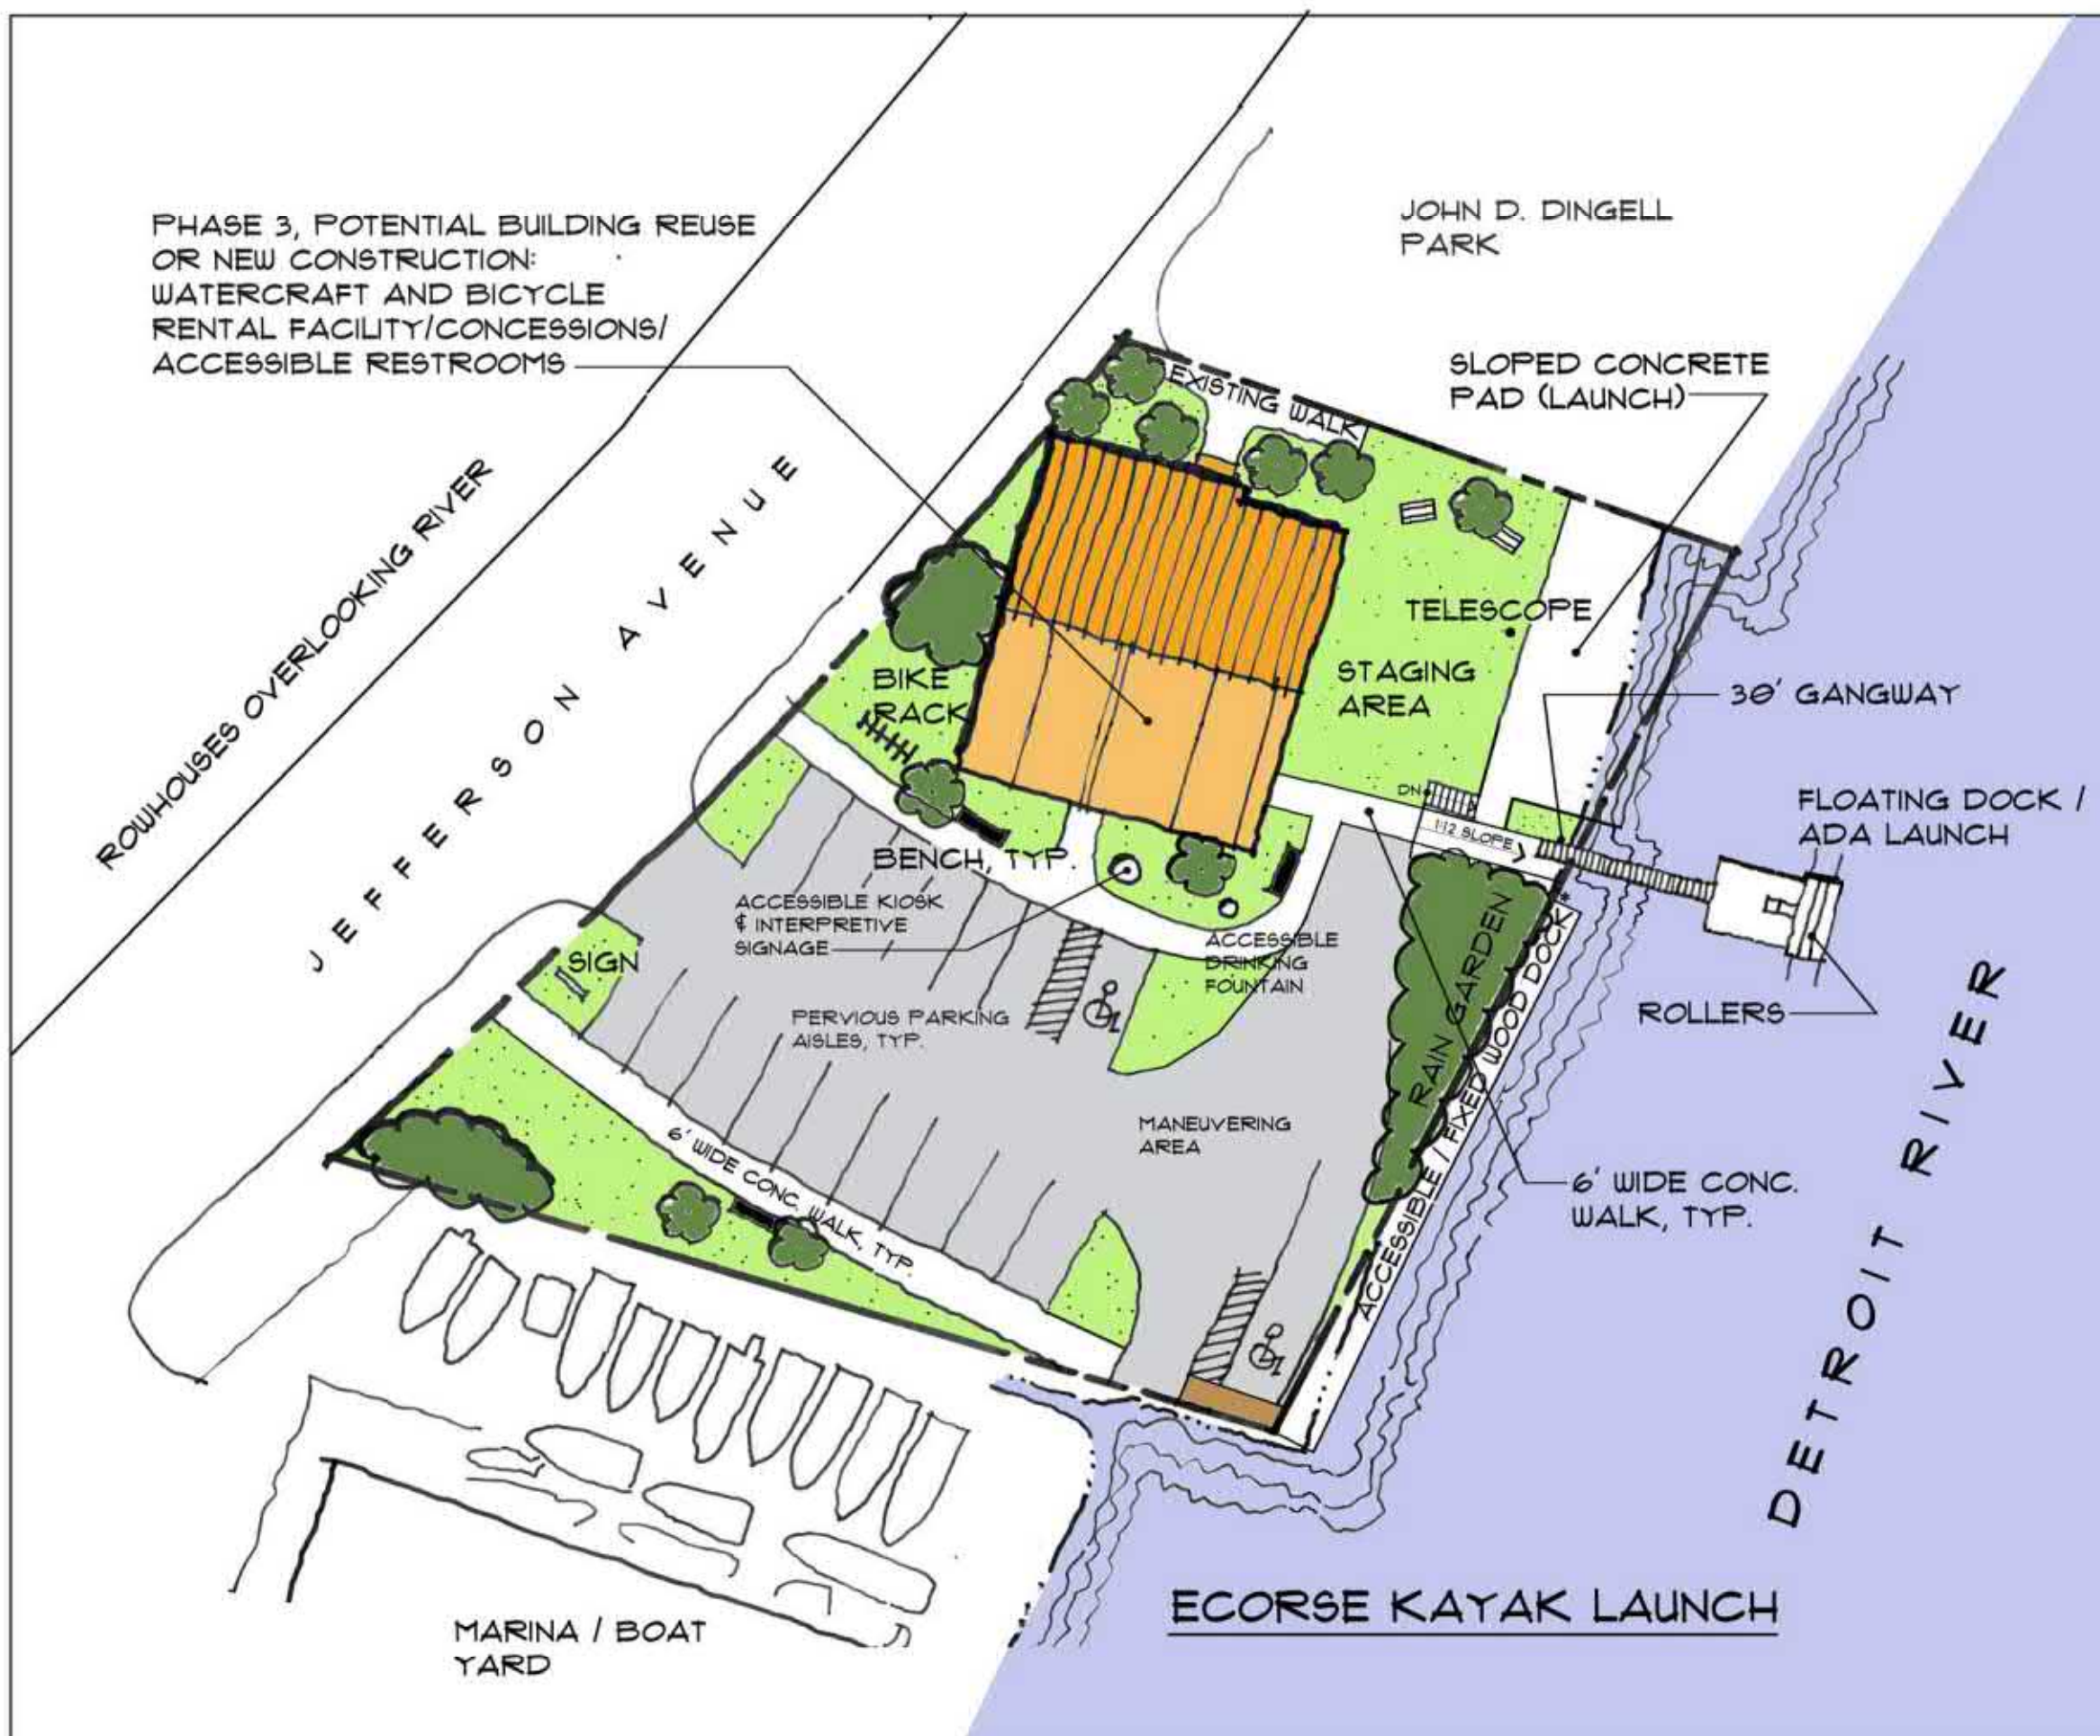 PHASE 3, POTENTIAL BUILDING REUSE
OR NEW CONSTRUCTION:
WATERCRAFT AND BICYCLE
RENTAL FACILITY/CONCESSIONS/
ACCESSIBLE RESTROOMS
JOHN D. DINGELL
PARK
SLOPED CONCRETE
PAD (LAUNCH)
EXISTING WALK
ROWHOUSES OVERLOOKING RIVER
JEFFERSON AVENUE
TELESCOPE
STAGING
AREA
BIKE
RACK
30' GANGWAY
DN
1:12 SLOPE
FLOATING DOCK /
ADA LAUNCH
BENCH, TYP.
ACCESSIBLE KIOSK
& INTERPRETIVE
SIGNAGE
ACCESSIBLE
DRINKING
FOUNTAIN
SIGN
PERVIOUS PARKING
AISLES, TYP.
RAIN GARDEN
ACCESSIBLE / FIXED WOOD DOCK *
ROLLERS
MANEUVERING
AREA
6' WIDE CONC. WALK, TYP.
6' WIDE CONC.
WALK, TYP.
DETROIT RIVER
MARINA / BOAT
YARD
ECORSE KAYAK LAUNCH